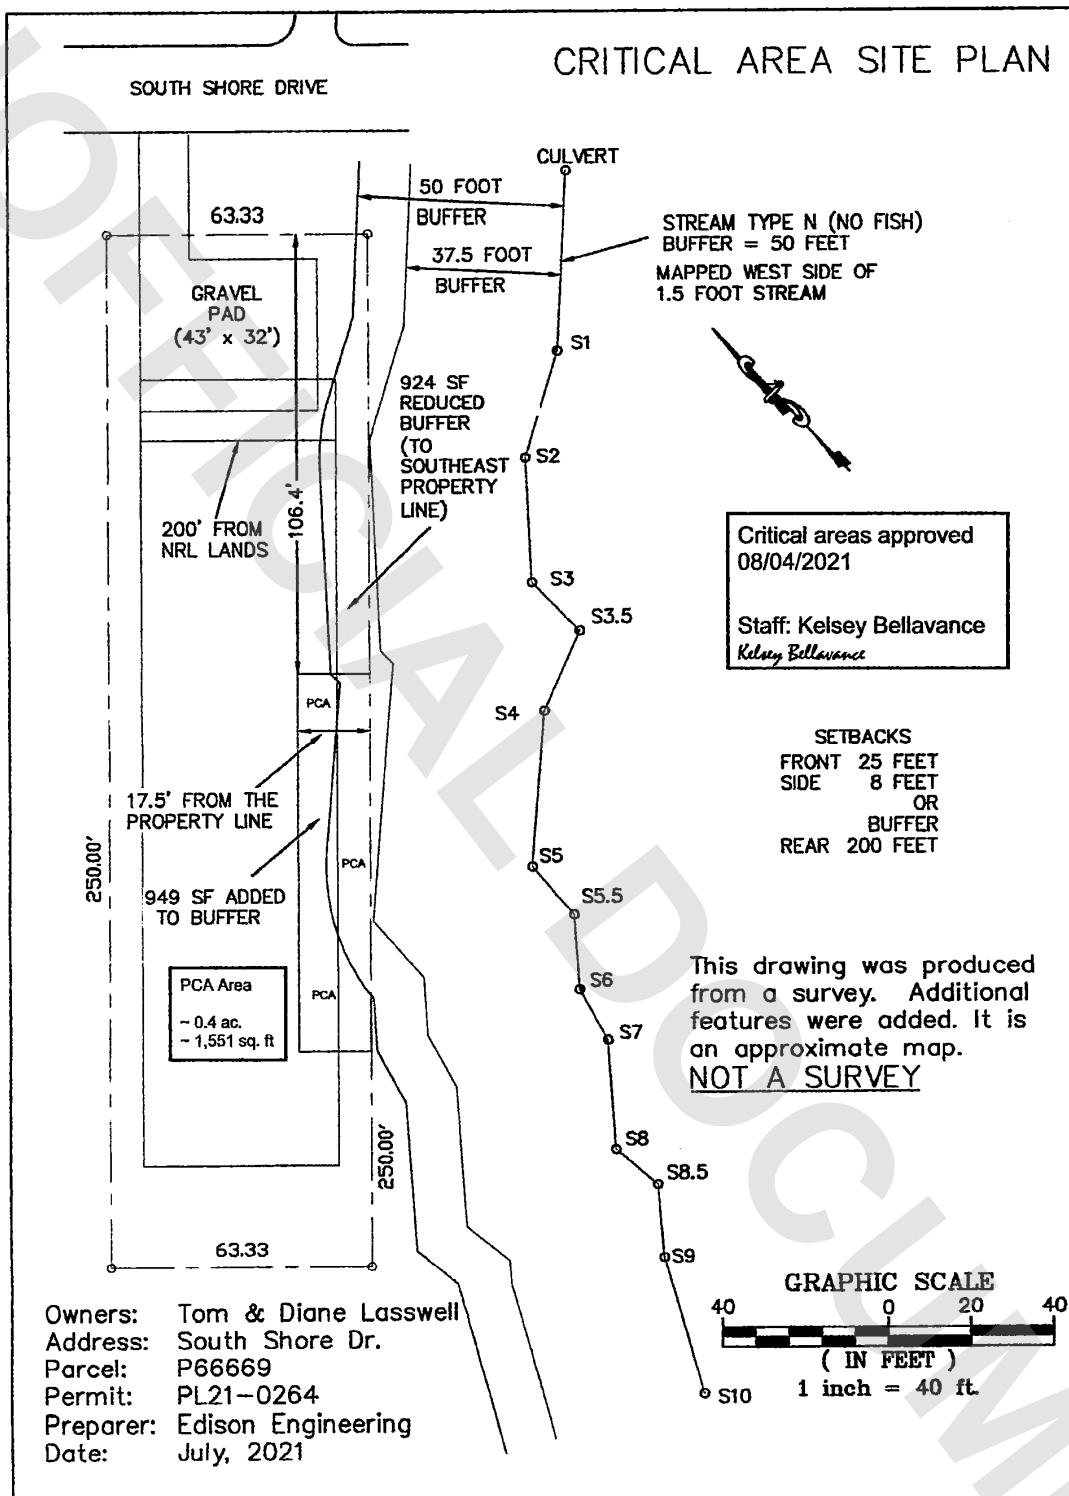 CRITICAL AREA SITE PLAN
SOUTH SHORE DRIVE
CULVERT
50 FOOT
BUFFER
37.5 FOOT
BUFFER
STREAM TYPE N (NO FISH)
BUFFER = 50 FEET
MAPPED WEST SIDE OF
1.5 FOOT STREAM
63.33
GRAVEL
PAD
(43' x 32')
S1
924 SF
REDUCED
BUFFER
(TO
SOUTHEAST
PROPERTY
LINE)
S2
106.4'
200' FROM
NRL LANDS
Critical areas approved
08/04/2021
Staff: Kelsey Bellavance
Kelsey Bellavance
S3
S3.5
PCA
S4
SETBACKS
FRONT 25 FEET
SIDE 8 FEET
OR
BUFFER
REAR 200 FEET
17.5' FROM THE
PROPERTY LINE
250.00'
PCA
S5
949 SF ADDED
TO BUFFER
S5.5
PCA Area
~ 0.4 ac.
~ 1,551 sq. ft
PCA
S6
S7
This drawing was produced
from a survey. Additional
features were added. It is
an approximate map.
NOT A SURVEY
250.00'
S8
S8.5
63.33
S9
GRAPHIC SCALE
40 0 20 40
( IN FEET )
1 inch = 40 ft.
S10
Owners: Tom & Diane Lasswell
Address: South Shore Dr.
Parcel: P66669
Permit: PL21-0264
Preparer: Edison Engineering
Date: July, 2021
UNOFFICIAL DOCUMENT